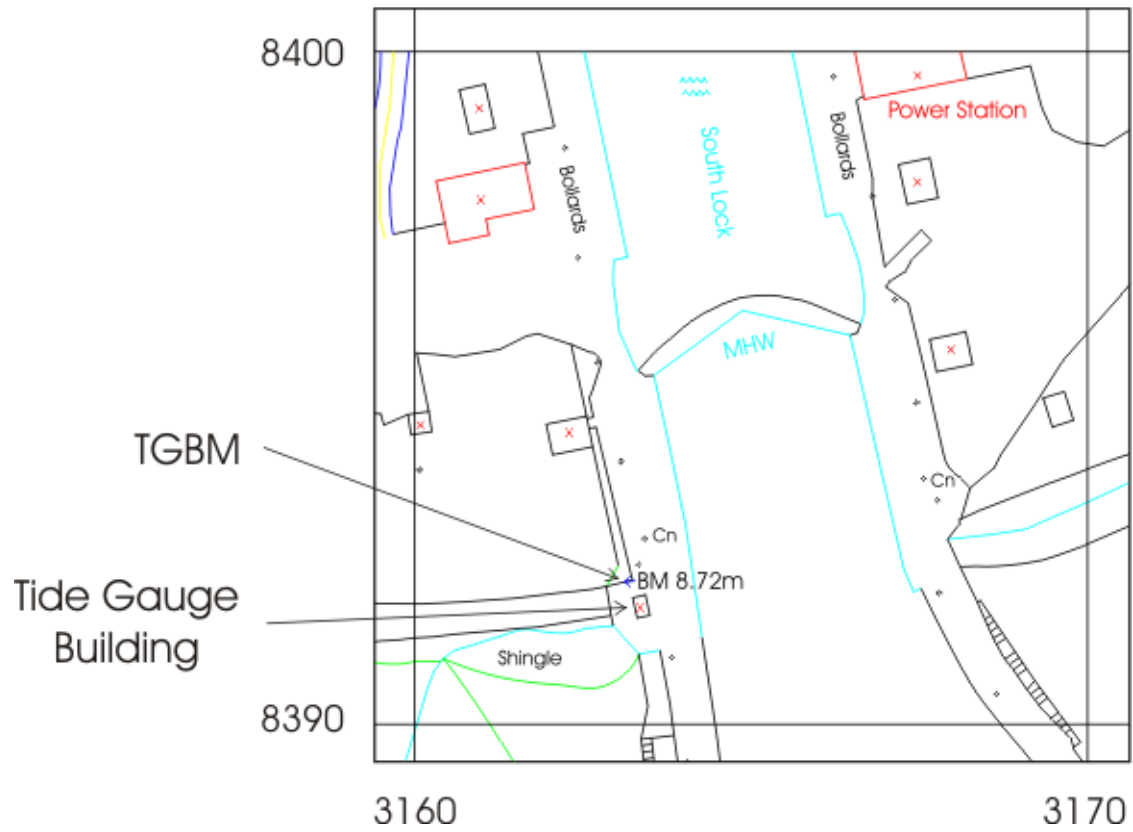 8400
Power Station
Bollards
Bollards
South Lock
MHW
TGBM
Cn
Cn
BM 8.72m
Tide Gauge
Building
Shingle
8390
3160
3170